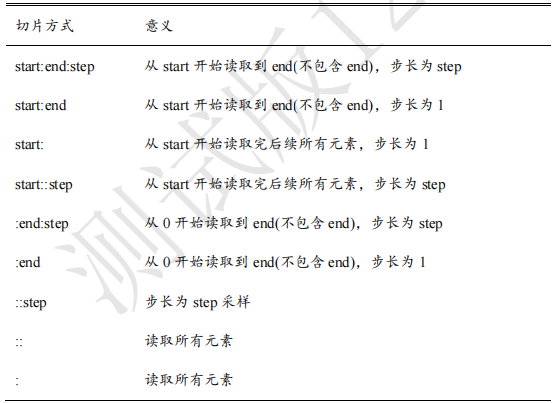 切片方式 意义
start:end:step 从 start 开始读取到 end(不包含 end)，步长为 step
start:end 从 start 开始读取到 end(不包含 end)，步长为 1
start: 从 start 开始读取完后续所有元素，步长为 1
start::step 从 start 开始读取完后续所有元素，步长为 step
:end:step 从 0 开始读取到 end(不包含 end)，步长为 step
:end 从 0 开始读取到 end(不包含 end)，步长为 1
::step 步长为 step 采样
:: 读取所有元素
: 读取所有元素
测试版12